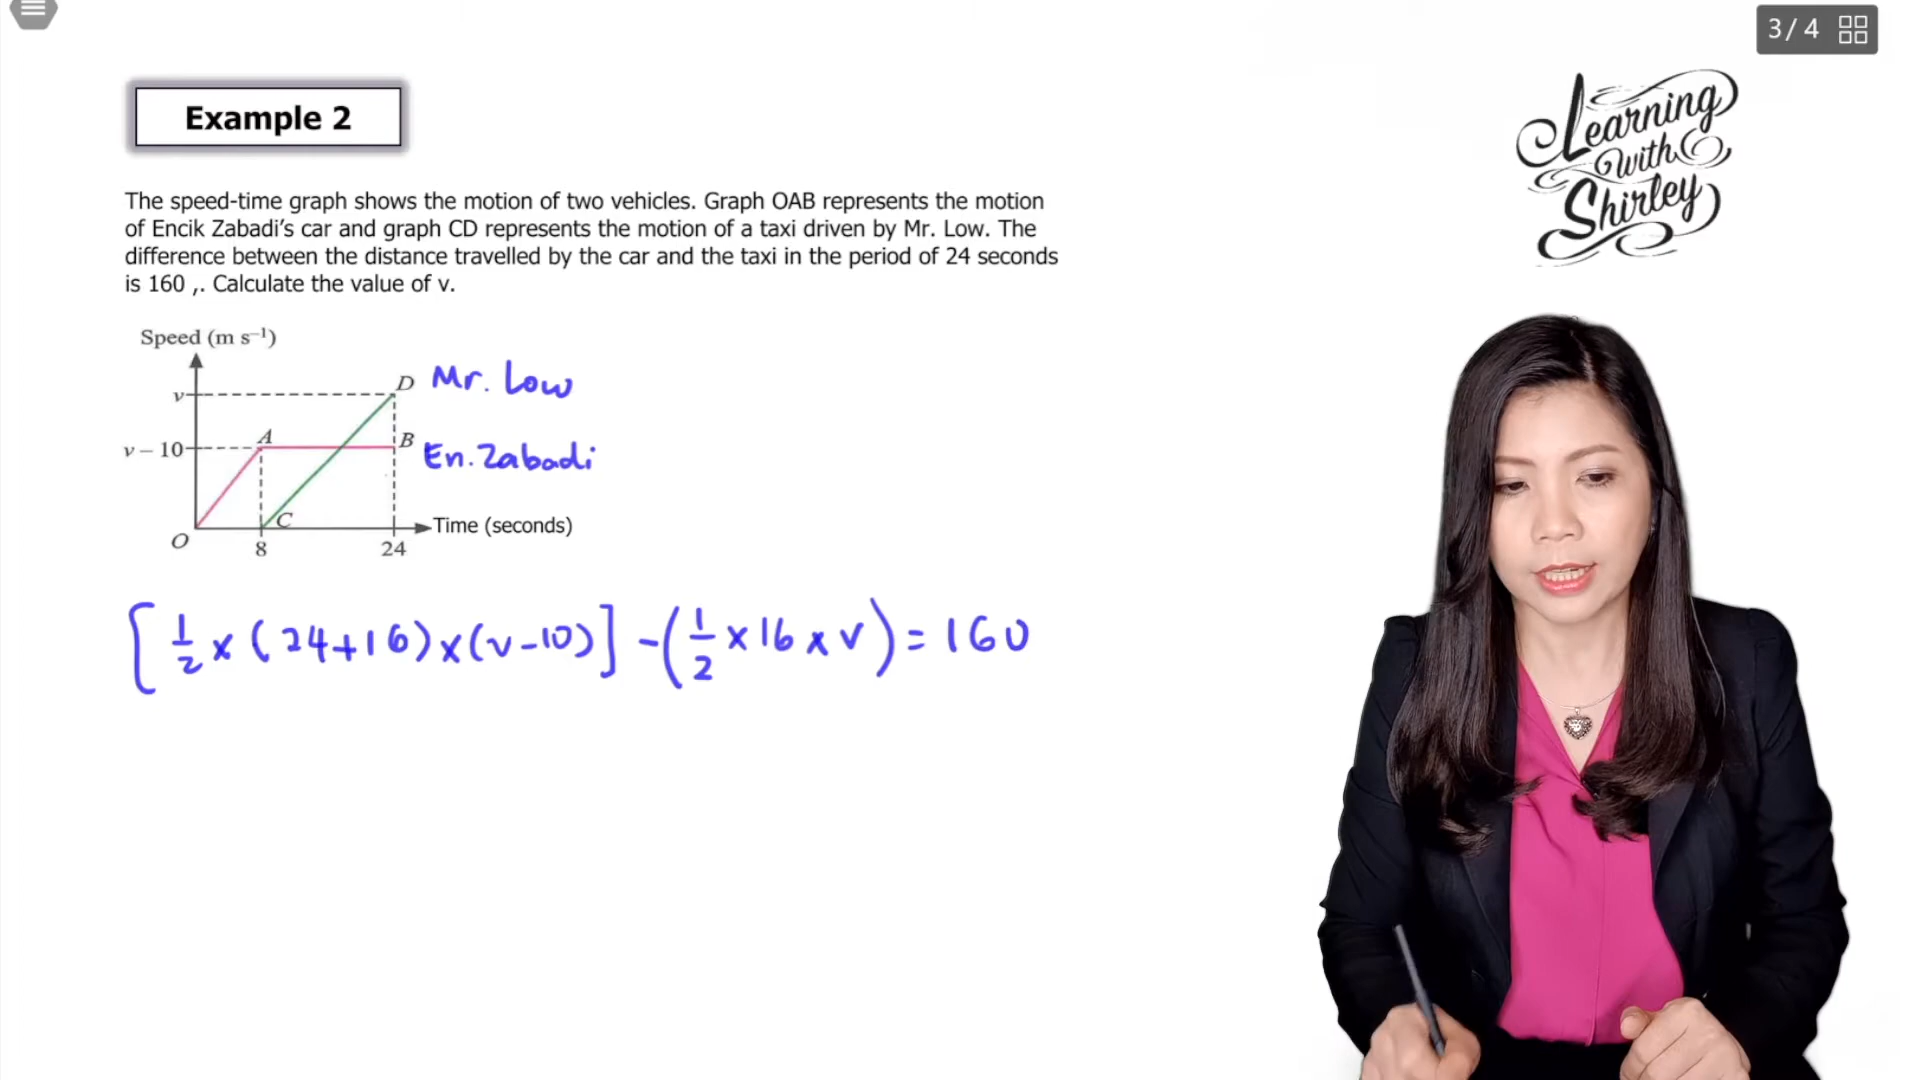 3 / 4
Example 2
Learning
with
Shirley
The speed-time graph shows the motion of two vehicles. Graph OAB represents the motion
of Encik Zabadi’s car and graph CD represents the motion of a taxi driven by Mr. Low. The
difference between the distance travelled by the car and the taxi in the period of 24 seconds
is 160 ,. Calculate the value of v.
Speed (m s⁻¹)
v
D Mr. Low
v – 10
A
B En. Zabadi
C
Time (seconds)
O
8
24
[½ × (24+16) × (v-10)] - (½ × 16 × v) = 160